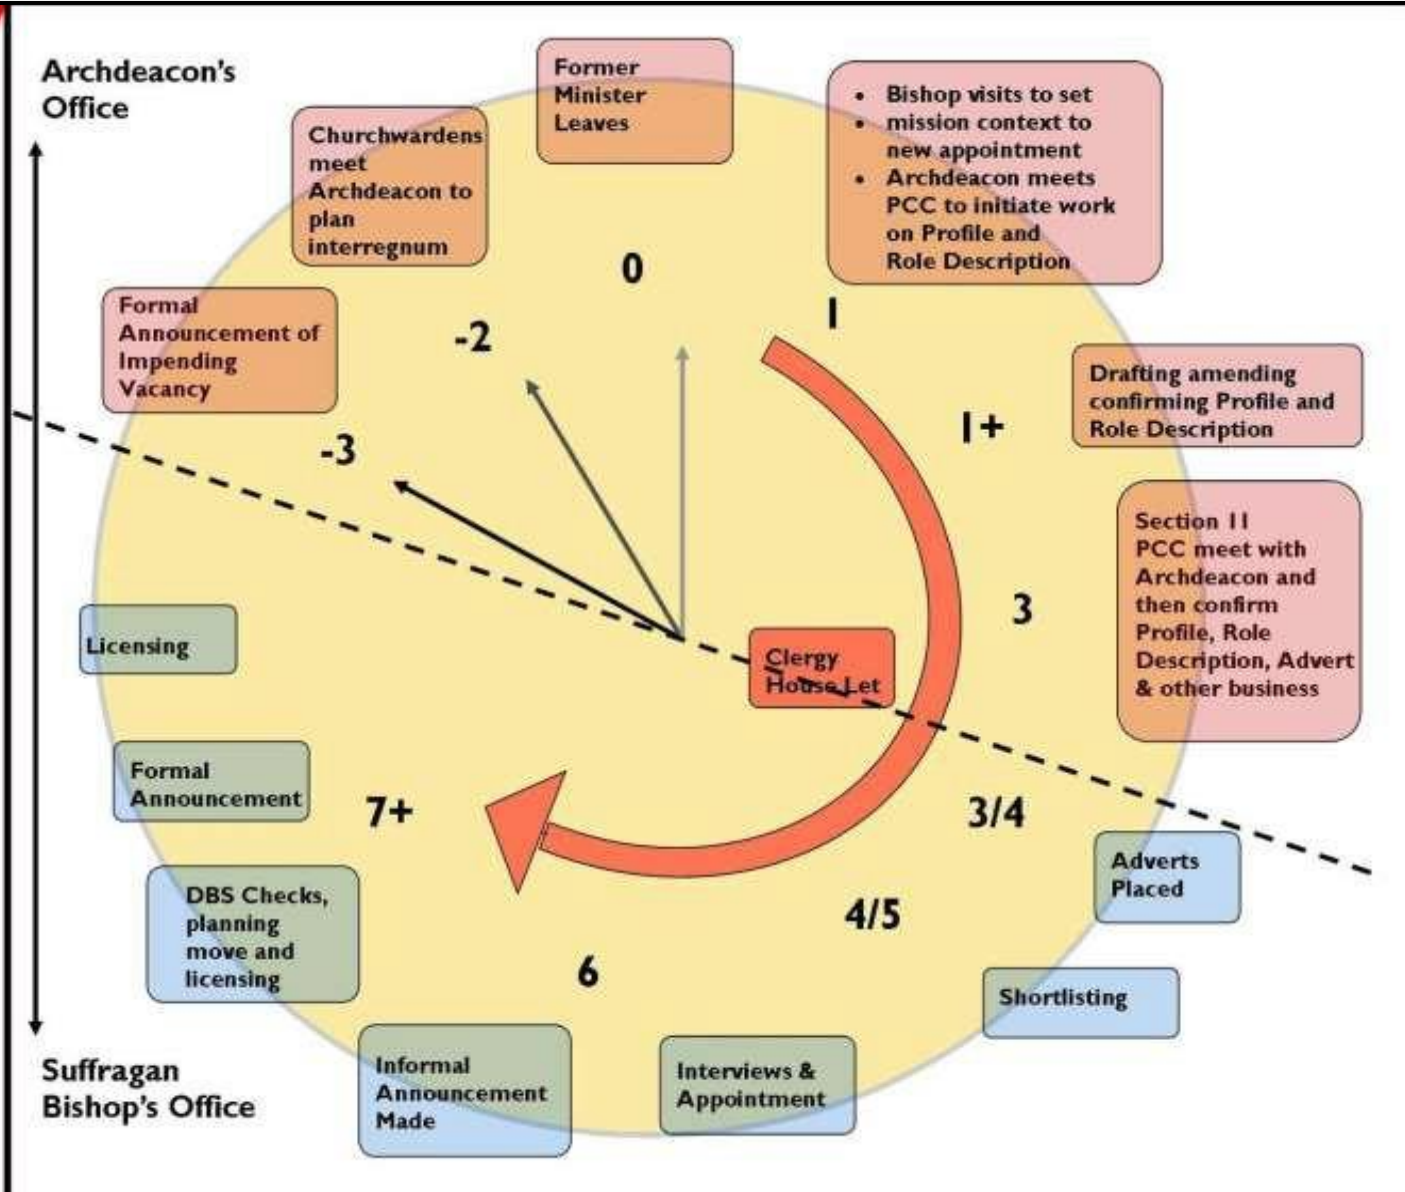 Archdeacon's
Office
Former
Minister
Leaves
• Bishop visits to set
• mission context to
new appointment
• Archdeacon meets
PCC to initiate work
on Profile and
Role Description
Churchwardens
meet
Archdeacon to
plan
interregnum
Formal
Announcement of
Impending
Vacancy
0
1
-2
-3
1+
Drafting amending
confirming Profile and
Role Description
Section 11
PCC meet with
Archdeacon and
then confirm
Profile, Role
Description, Advert
& other business
3
Clergy
House Let
3/4
Adverts
Placed
4/5
Shortlisting
6
Interviews &
Appointment
Informal
Announcement
Made
7+
DBS Checks,
planning
move and
licensing
Formal
Announcement
Licensing
Suffragan
Bishop's Office